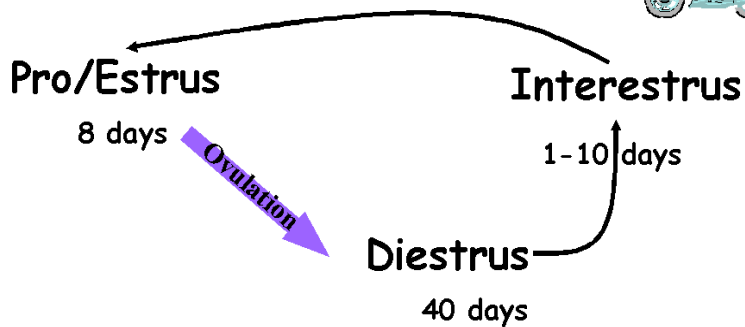 Pro/Estrus
8 days
Ovulation
Interestrus
1-10 days
Diestrus
40 days